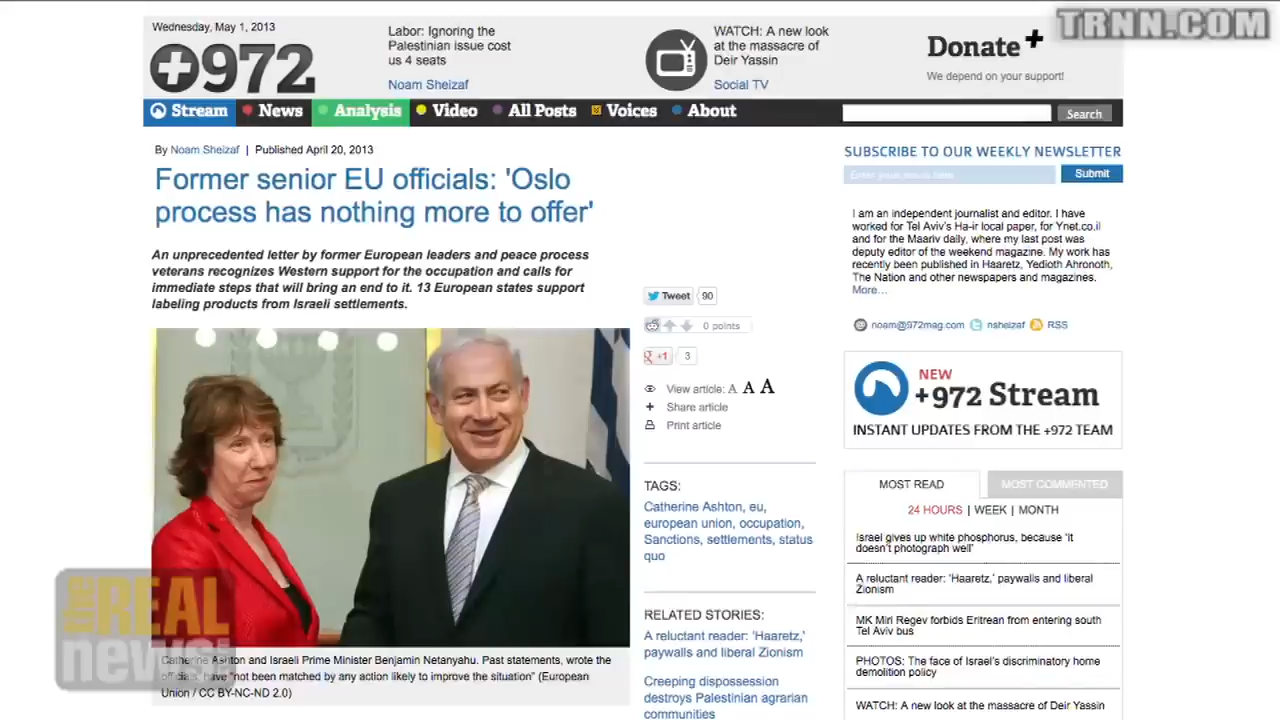 TRNN.COM
Wednesday, May 1, 2013
+972
Labor: Ignoring the
Palestinian issue cost
us 4 seats
Noam Sheizaf
WATCH: A new look
at the massacre of
Deir Yassin
Social TV
Donate+
We depend on your support!
Stream News Analysis Video All Posts Voices About
Search
By Noam Sheizaf | Published April 20, 2013
Former senior EU officials: 'Oslo
process has nothing more to offer'
An unprecedented letter by former European leaders and peace process
veterans recognizes Western support for the occupation and calls for
immediate steps that will bring an end to it. 13 European states support
labeling products from Israeli settlements.
Catherine Ashton and Israeli Prime Minister Benjamin Netanyahu. Past statements, wrote the
officials, have "not been matched by any action likely to improve the situation" (European
Union / CC BY-NC-ND 2.0)
the REAL
news
Tweet 90
0 points
+1 3
View article: A A A
Share article
Print article
TAGS:
Catherine Ashton, eu,
european union, occupation,
Sanctions, settlements, status
quo
RELATED STORIES:
A reluctant reader: 'Haaretz,'
paywalls and liberal Zionism
Creeping dispossession
destroys Palestinian agrarian
communities
SUBSCRIBE TO OUR WEEKLY NEWSLETTER
Submit
I am an independent journalist and editor. I have
worked for Tel Aviv's Ha-ir local paper, for Ynet.co.il
and for the Maariv daily, where my last post was
deputy editor of the weekend magazine. My work has
recently been published in Haaretz, Yedioth Ahronoth,
The Nation and other newspapers and magazines.
More...
noam@972mag.com nsheizaf RSS
NEW
+972 Stream
INSTANT UPDATES FROM THE +972 TEAM
MOST READ MOST COMMENTED
24 HOURS | WEEK | MONTH
Israel gives up white phosphorus, because 'it
doesn't photograph well'
A reluctant reader: 'Haaretz,' paywalls and liberal
Zionism
MK Miri Regev forbids Eritrean from entering south
Tel Aviv bus
PHOTOS: The face of Israel's discriminatory home
demolition policy
WATCH: A new look at the massacre of Deir Yassin